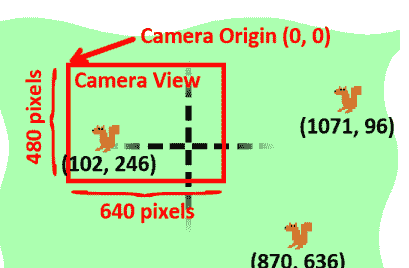 Camera Origin (0, 0)
Camera View
480 pixels
(1071, 96)
(102, 246)
640 pixels
(870, 636)